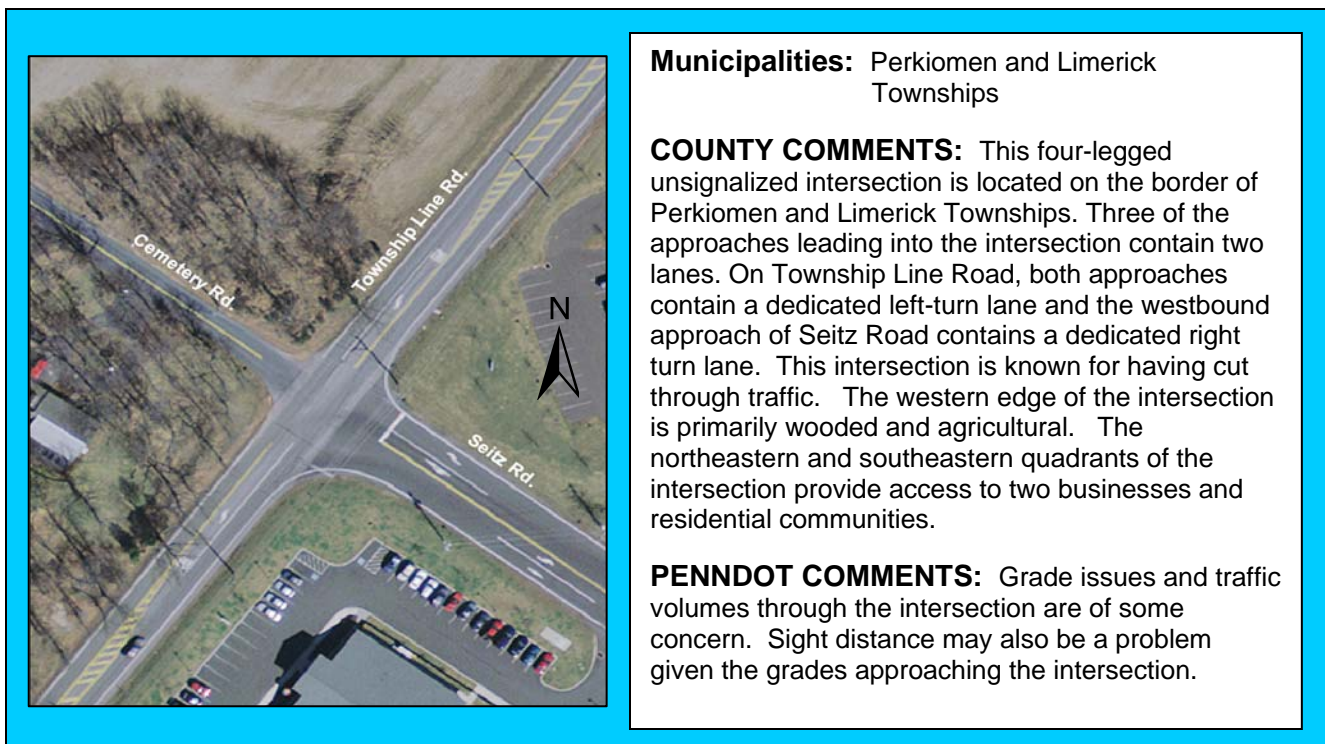 Cemetery Rd.
Township Line Rd.
N
Seitz Rd.
Municipalities: Perkiomen and Limerick
Townships
COUNTY COMMENTS: This four-legged
unsignalized intersection is located on the border of
Perkiomen and Limerick Townships. Three of the
approaches leading into the intersection contain two
lanes. On Township Line Road, both approaches
contain a dedicated left-turn lane and the westbound
approach of Seitz Road contains a dedicated right
turn lane. This intersection is known for having cut
through traffic. The western edge of the intersection
is primarily wooded and agricultural. The
northeastern and southeastern quadrants of the
intersection provide access to two businesses and
residential communities.
PENNDOT COMMENTS: Grade issues and traffic
volumes through the intersection are of some
concern. Sight distance may also be a problem
given the grades approaching the intersection.